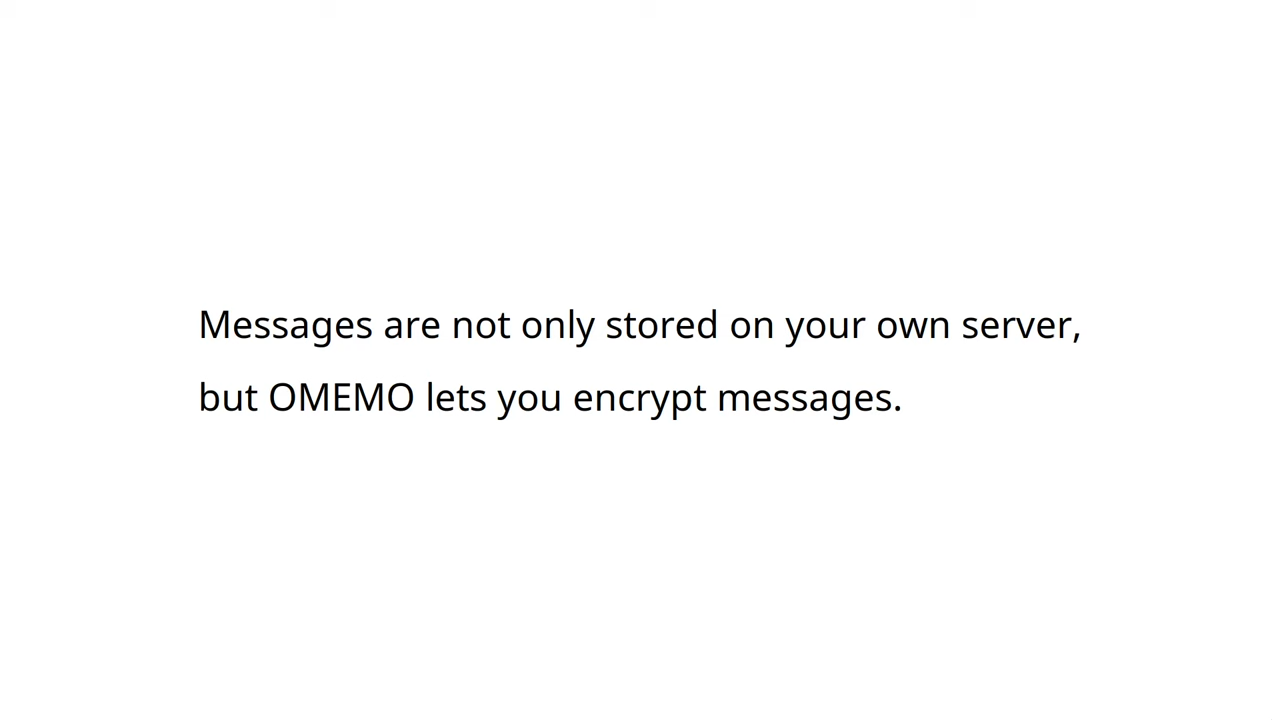 Messages are not only stored on your own server,
but OMEMO lets you encrypt messages.